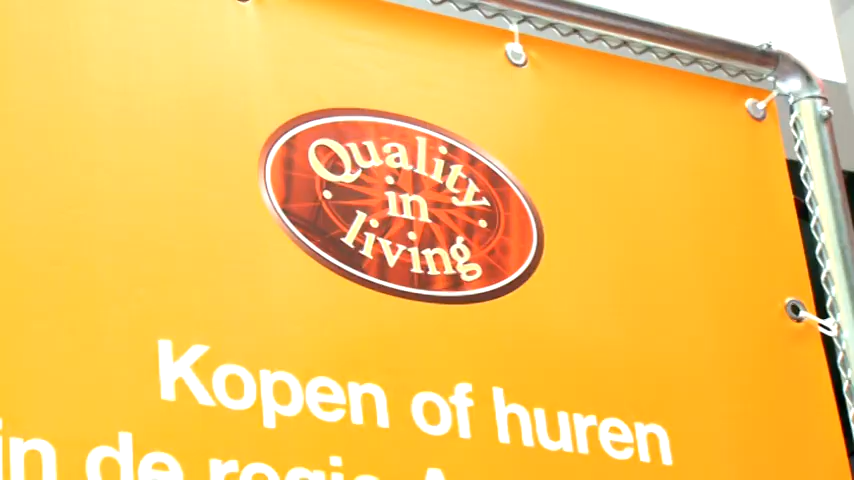 Quality
in
living
Kopen of huren
in de regio